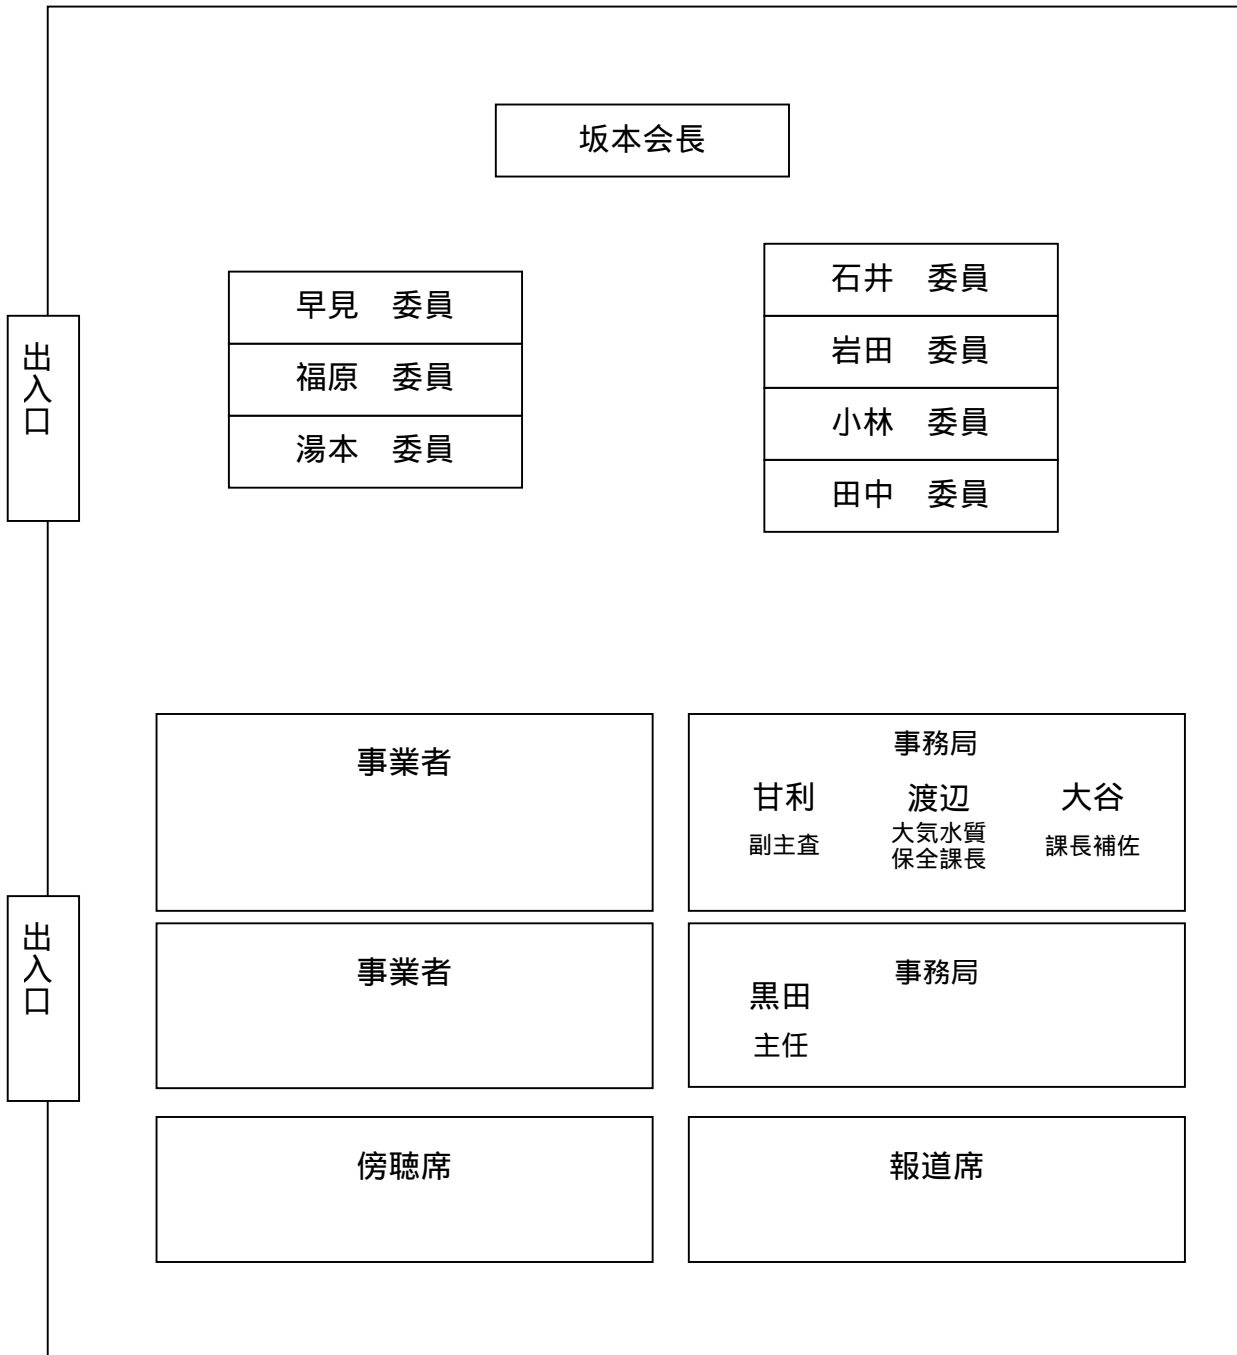 坂本会長
早見　委員
福原　委員
湯本　委員
石井　委員
岩田　委員
小林　委員
田中　委員
出入口
事業者
事務局
甘利　渡辺　大谷
副主査　大気水質　課長補佐
保全課長
出入口
事業者
事務局
黒田
主任
傍聴席
報道席